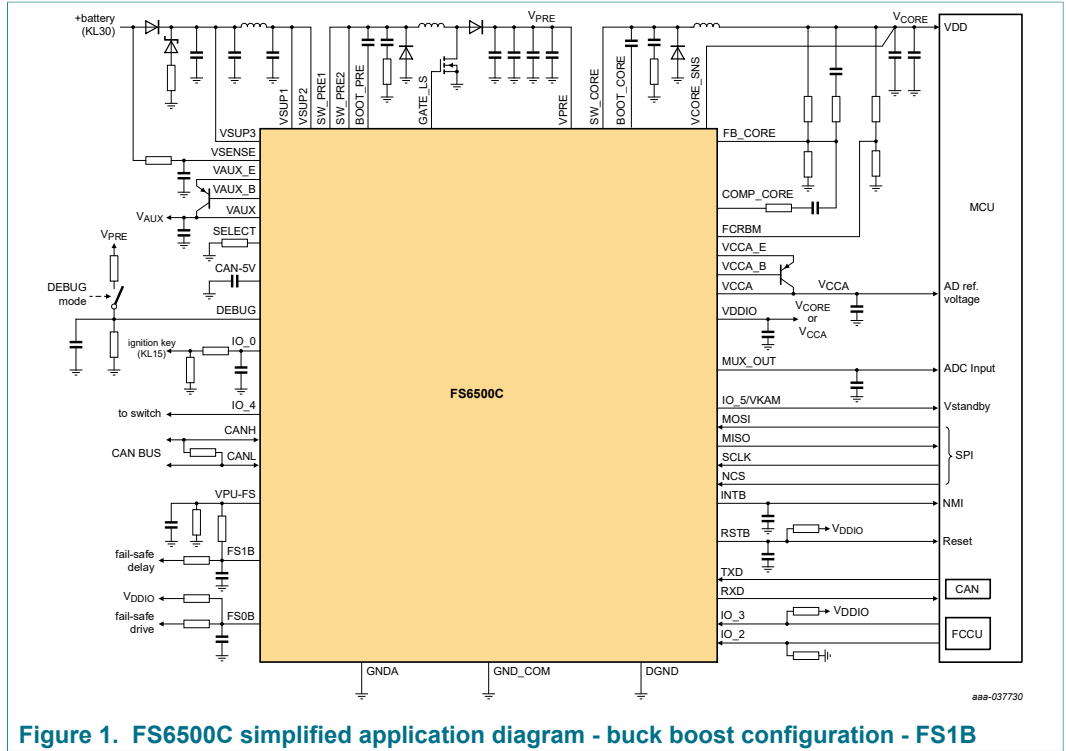 +battery
(KL30)
VSUP1
VSUP2
SW_PRE1
SW_PRE2
BOOT_PRE
GATE_LS
VPRE
VPRE
SW_CORE
BOOT_CORE
VCORE_SNS
VCORE
VDD
VSUP3
VSENSE
VAUX_E
VAUX_B
VAUX
VAUX
SELECT
VPRE
CAN-5V
DEBUG
mode
DEBUG
ignition key
(KL15)
IO_0
to switch
IO_4
CANH
CAN BUS
CANL
VPU-FS
fail-safe
delay
FS1B
VDDIO
fail-safe
drive
FS0B
FS6500C
GNDA
GND_COM
DGND
FB_CORE
COMP_CORE
FCRBM
VCCA_E
VCCA_B
VCCA
VCCA
VDDIO
VCORE
or
VCCA
MUX_OUT
IO_5/VKAM
MOSI
MISO
SCLK
NCS
INTB
RSTB
VDDIO
TXD
RXD
IO_3
VDDIO
IO_2
MCU
AD ref.
voltage
ADC Input
Vstandby
SPI
NMI
Reset
CAN
FCCU
aaa-037730
Figure 1. FS6500C simplified application diagram - buck boost configuration - FS1B